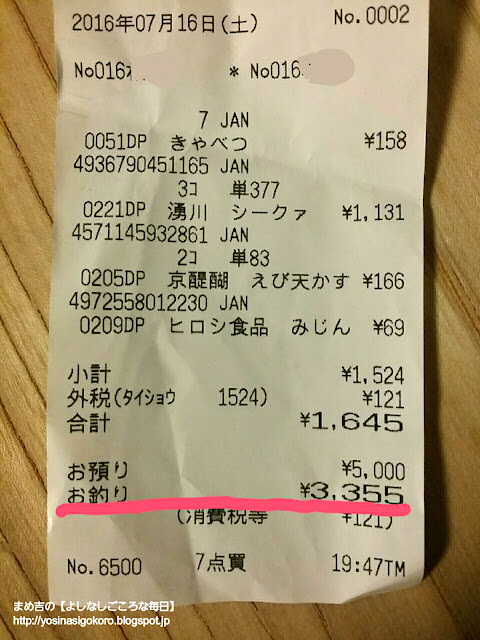 2016年07月16日(土) No.0002
No016 * No016
7 JAN
0051DP きゃべつ ¥158
4936790451165 JAN
3コ 単377
0221DP 湧川 シークァ ¥1,131
4571145932861 JAN
2コ 単83
0205DP 京醍醐 えび天かす ¥166
4972558012230 JAN
0209DP ヒロシ食品 みじん ¥69
小計 ¥1,524
外税(タイショウ 1524) ¥121
合計 ¥1,645
お預り ¥5,000
お釣り ¥3,355
(消費税等 ¥121)
No.6500 7点買 19:47TM
まめ吉の【よしなしごころな毎日】
http://yosinasigokoro.blogspot.jp